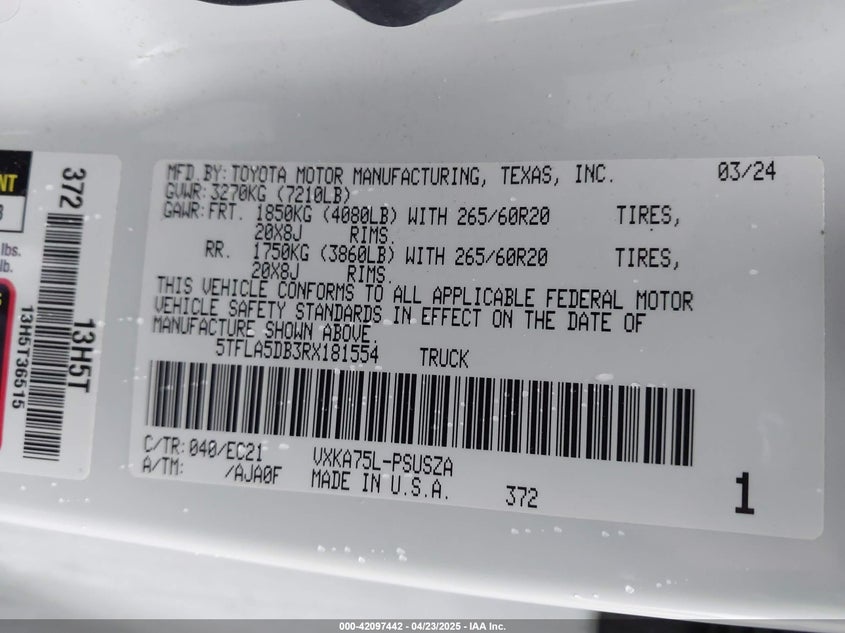 MFD.BY: TOYOTA MOTOR MANUFACTURING, TEXAS, INC. 03/24
GVWR: 3270KG (7210LB)
GAWR: FRT. 1850KG (4080LB) WITH 265/60R20 TIRES,
20X8J RIMS.
RR. 1750KG (3860LB) WITH 265/60R20 TIRES,
20X8J RIMS.
THIS VEHICLE CONFORMS TO ALL APPLICABLE FEDERAL MOTOR
VEHICLE SAFETY STANDARDS IN EFFECT ON THE DATE OF
MANUFACTURE SHOWN ABOVE.
5TFLA5DB3RX181554 TRUCK
C/TR: 040/EC21 VXKA75L-PSUSZA
A/TM: /AJA0F MADE IN U.S.A. 372 1
372
13H5T
13H5T36515
lbs.
lb.
000-42097442 - 04/23/2025 - IAA Inc.